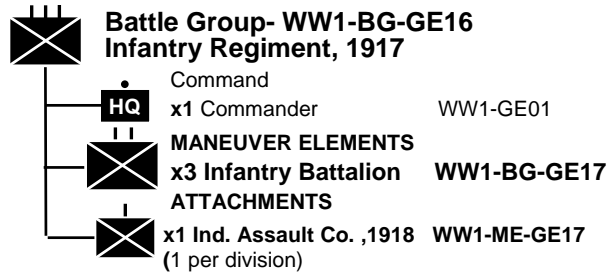 Battle Group- WW1-BG-GE16
Infantry Regiment, 1917
Command
HQ x1 Commander WW1-GE01
MANEUVER ELEMENTS
x3 Infantry Battalion WW1-BG-GE17
ATTACHMENTS
x1 Ind. Assault Co. ,1918 WW1-ME-GE17
(1 per division)